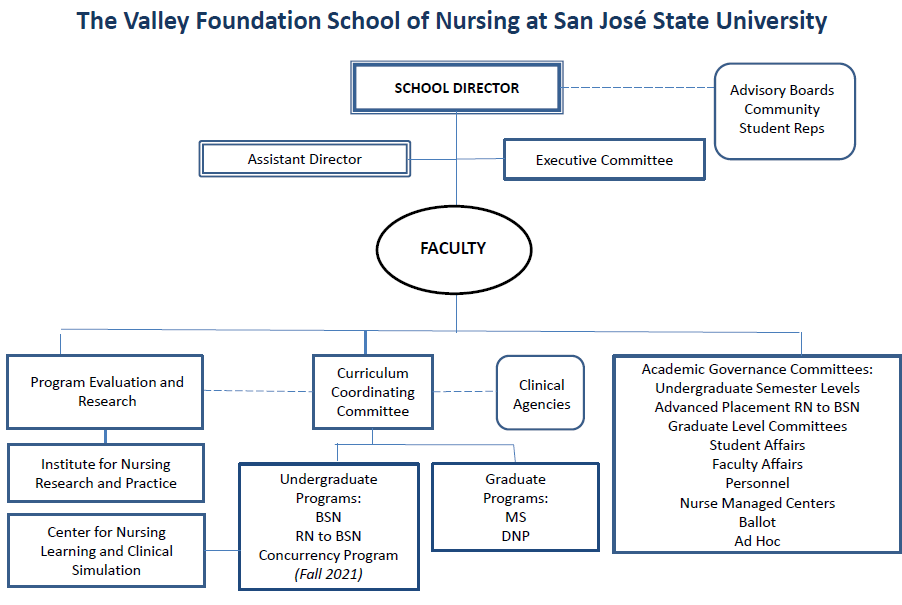 The Valley Foundation School of Nursing at San José State University
SCHOOL DIRECTOR
Advisory Boards
Community
Student Reps
Assistant Director
Executive Committee
FACULTY
Program Evaluation and
Research
Curriculum
Coordinating
Committee
Clinical
Agencies
Academic Governance Committees:
Undergraduate Semester Levels
Advanced Placement RN to BSN
Graduate Level Committees
Student Affairs
Faculty Affairs
Personnel
Nurse Managed Centers
Ballot
Ad Hoc
Institute for Nursing
Research and Practice
Undergraduate
Programs:
BSN
RN to BSN
Concurrency Program
(Fall 2021)
Graduate
Programs:
MS
DNP
Center for Nursing
Learning and Clinical
Simulation